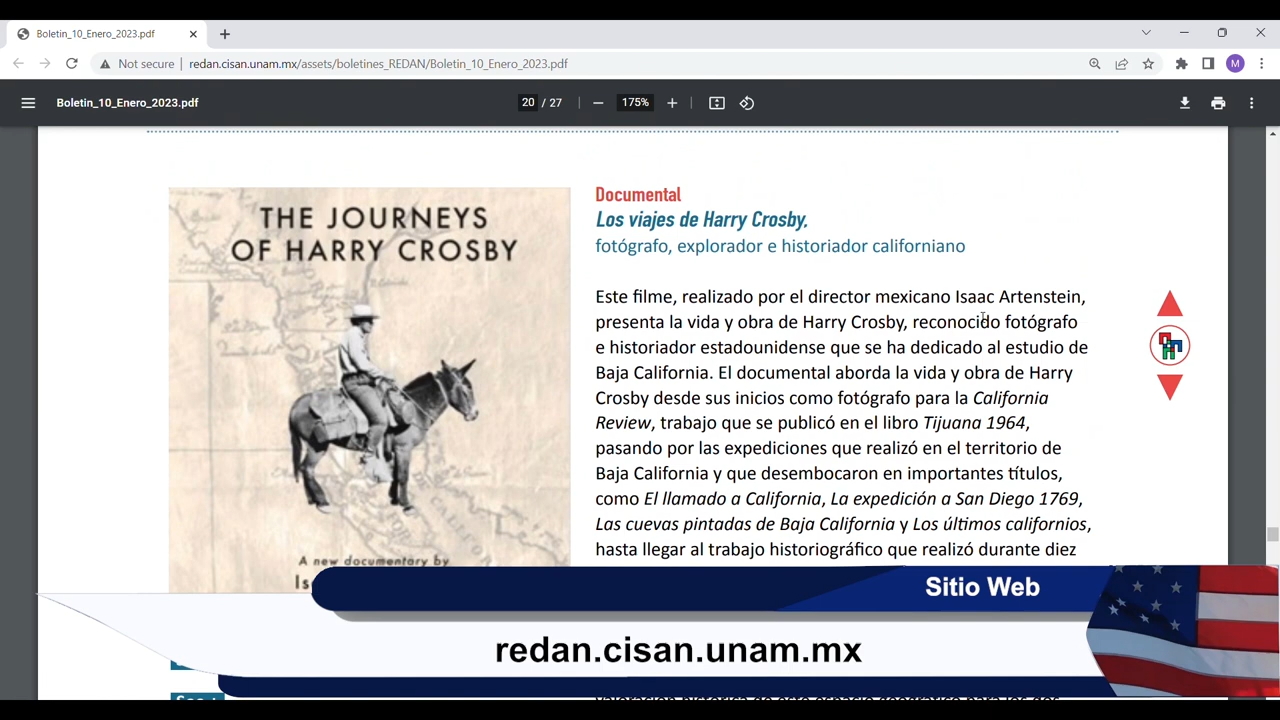 Boletin_10_Enero_2023.pdf
Not secure | redan.cisan.unam.mx/assets/boletines_REDAN/Boletin_10_Enero_2023.pdf
M
Boletin_10_Enero_2023.pdf
20 / 27
175%
THE JOURNEYS
OF HARRY CROSBY
A new documentary by
Documental
Los viajes de Harry Crosby,
fotógrafo, explorador e historiador californiano
Este filme, realizado por el director mexicano Isaac Artenstein,
presenta la vida y obra de Harry Crosby, reconocido fotógrafo
e historiador estadounidense que se ha dedicado al estudio de
Baja California. El documental aborda la vida y obra de Harry
Crosby desde sus inicios como fotógrafo para la California
Review, trabajo que se publicó en el libro Tijuana 1964,
pasando por las expediciones que realizó en el territorio de
Baja California y que desembocaron en importantes títulos,
como El llamado a California, La expedición a San Diego 1769,
Las cuevas pintadas de Baja California y Los últimos californios,
hasta llegar al trabajo historiográfico que realizó durante diez
Sitio Web
redan.cisan.unam.mx